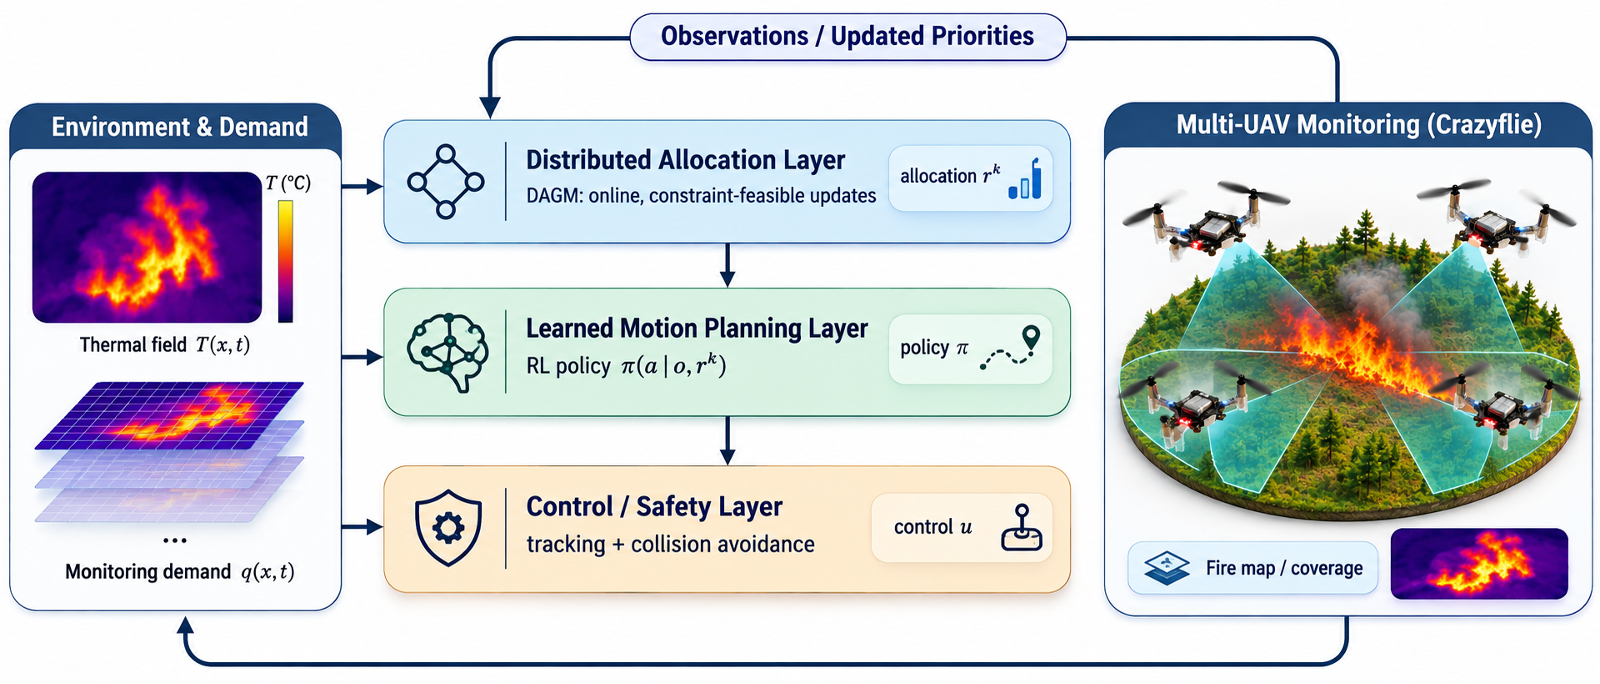 Observations / Updated Priorities
Environment & Demand
T (°C)
Thermal field T(x, t)
...
Monitoring demand q(x, t)
Distributed Allocation Layer
DAGM: online, constraint-feasible updates
allocation r^k
Learned Motion Planning Layer
RL policy π(a | o, r^k)
policy π
Control / Safety Layer
tracking + collision avoidance
control u
Multi-UAV Monitoring (Crazyflie)
Fire map / coverage